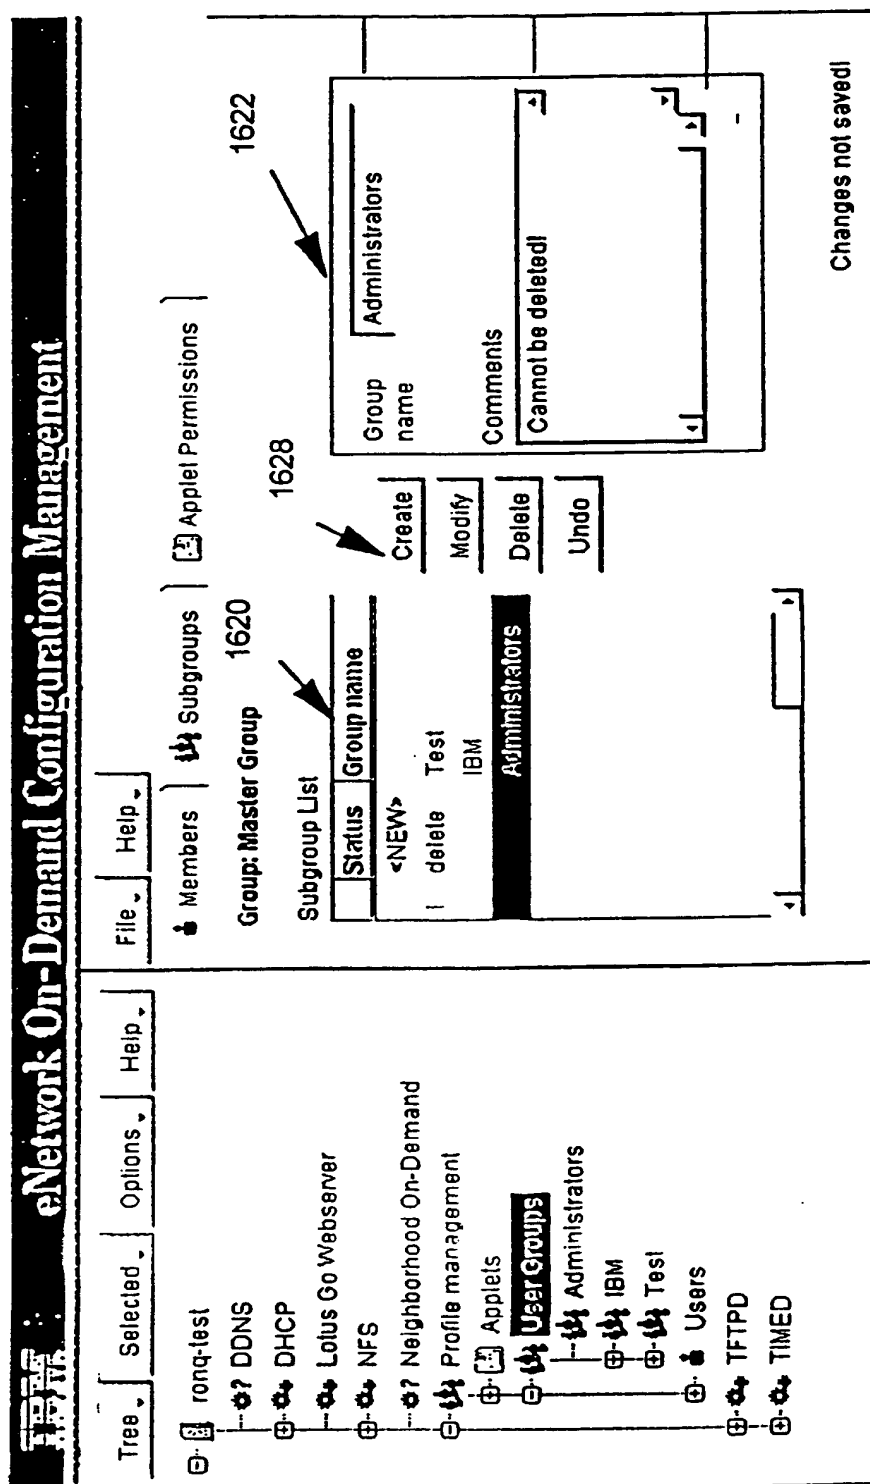 eNetwork On-Demand Configuration Management
Tree Selected Options Help
ronq-test
? DDNS
DHCP
Lotus Go Webserver
NFS
? Neighborhood On-Demand
Profile management
Applets
User Groups
Administrators
IBM
Test
Users
TFTPD
TIMED
File Help
Members Subgroups Applet Permissions
Group: Master Group
1620
1628
1622
Subgroup List
Status Group name
<NEW>
delete Test
IBM
Administrators
Create
Modify
Delete
Undo
Group name
Administrators
Comments
Cannot be deleted!
Changes not saved!